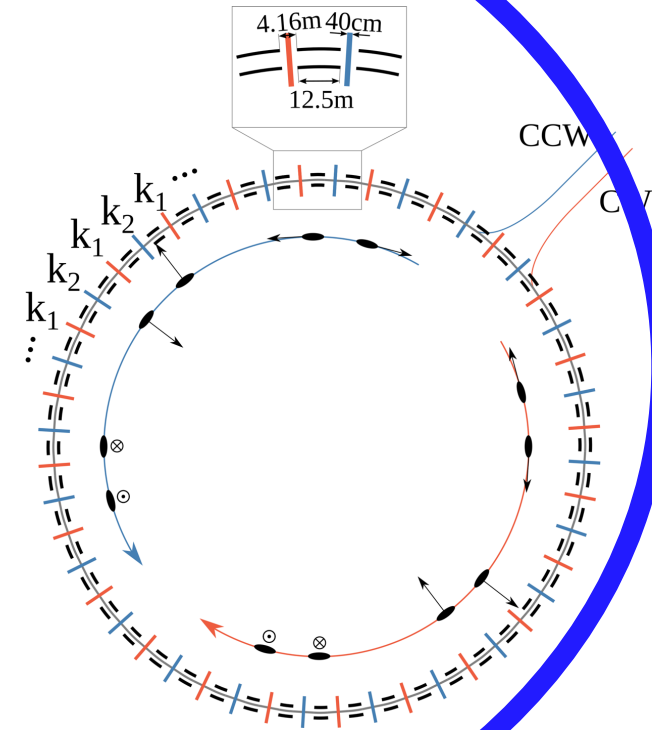 4.16m 40cm
12.5m
CCW
k₁ ...
k₂
k₁
k₂
k₁
⋮